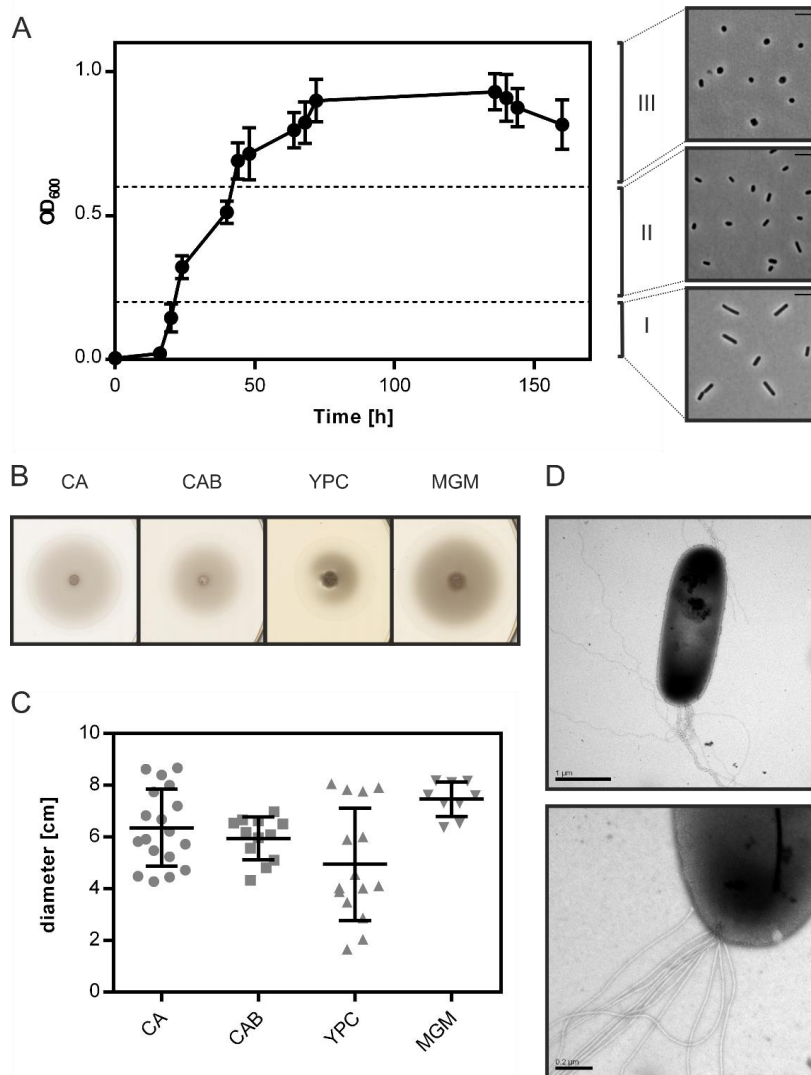 A
1.0
0.5
0.0
OD600
0
50
100
150
Time [h]
III
II
I
B
CA
CAB
YPC
MGM
C
10
8
6
4
2
0
diameter [cm]
CA
CAB
YPC
MGM
D
1 µm
0.2 µm